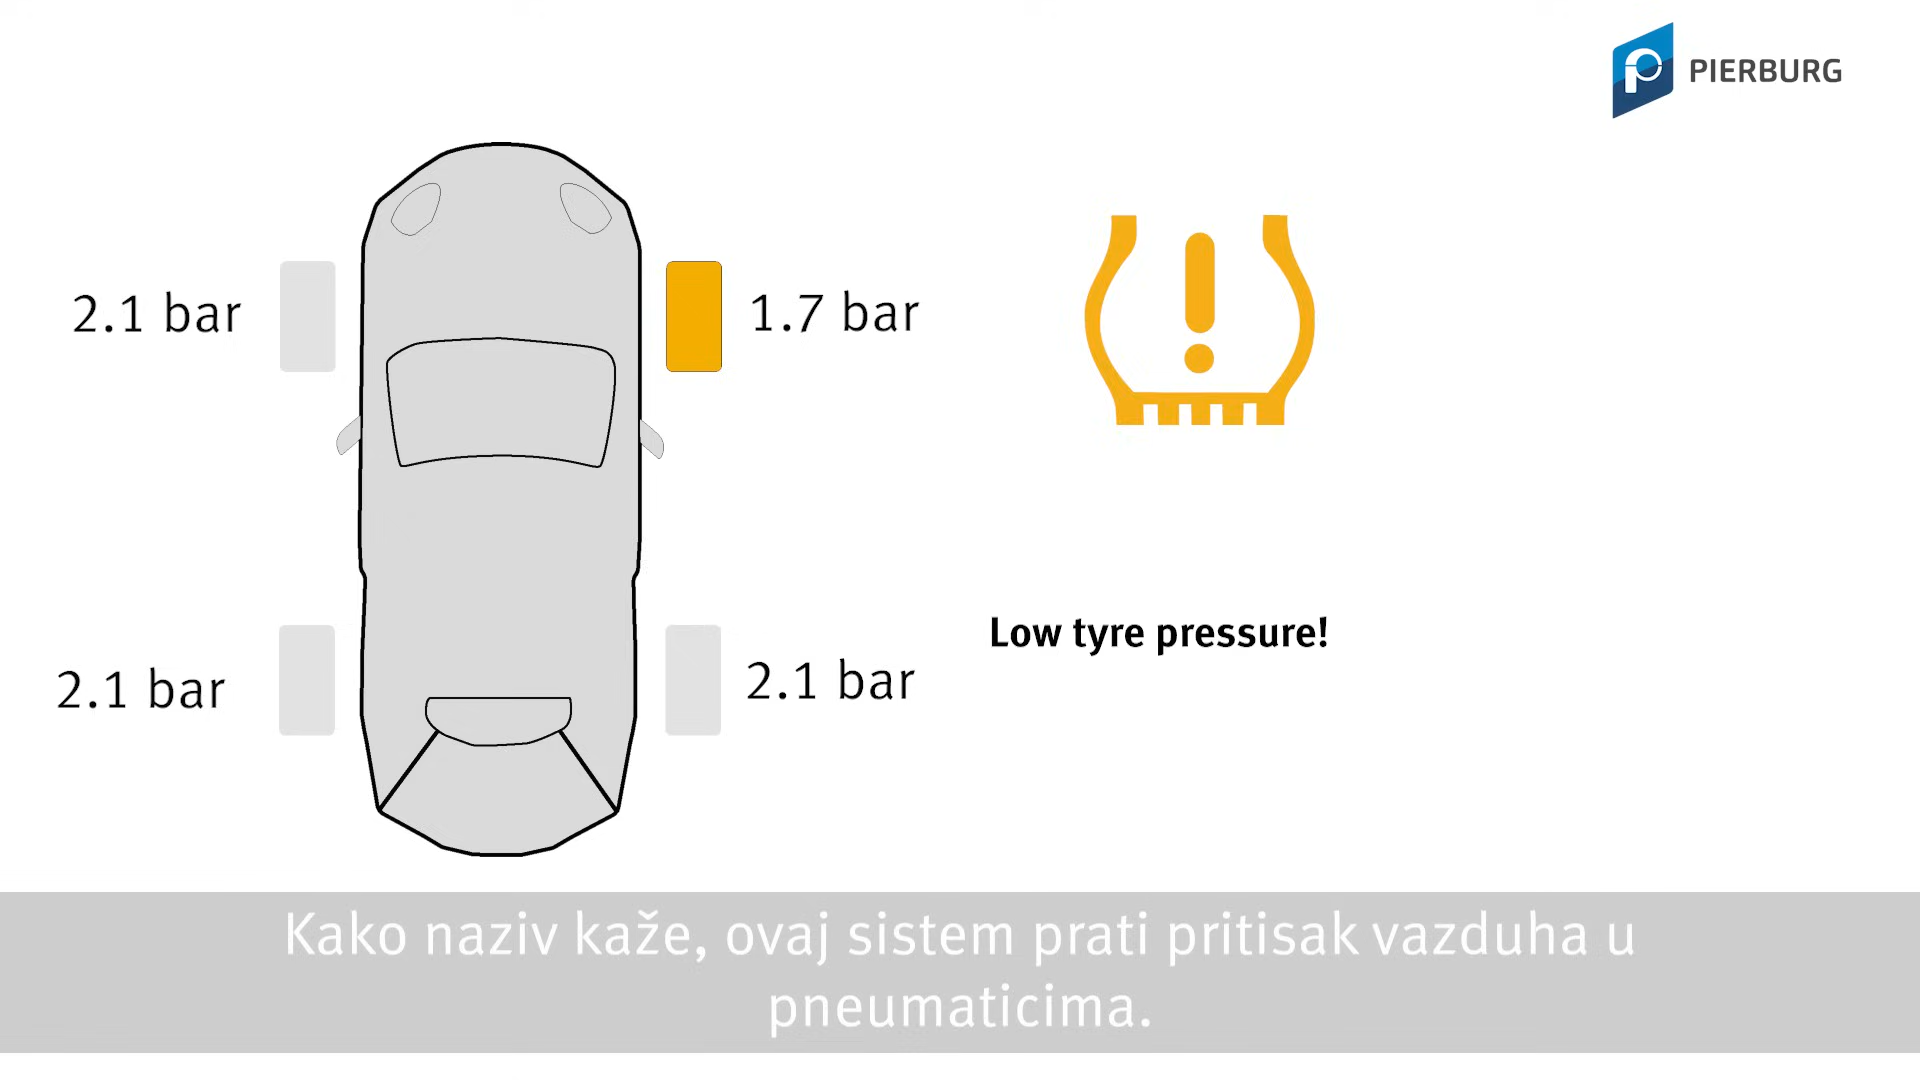 PIERBURG
2.1 bar
1.7 bar
Low tyre pressure!
2.1 bar
2.1 bar
Kako naziv kaže, ovaj sistem prati pritisak vazduha u
pneumaticima.